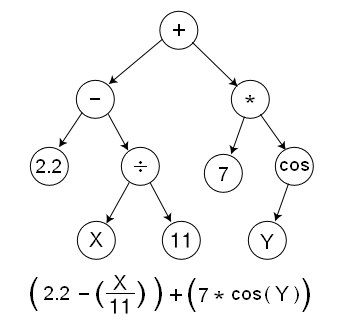 +
− *
2.2 ÷ 7 cos
X 11 Y
(2.2 − (X/11)) + (7 * cos(Y))